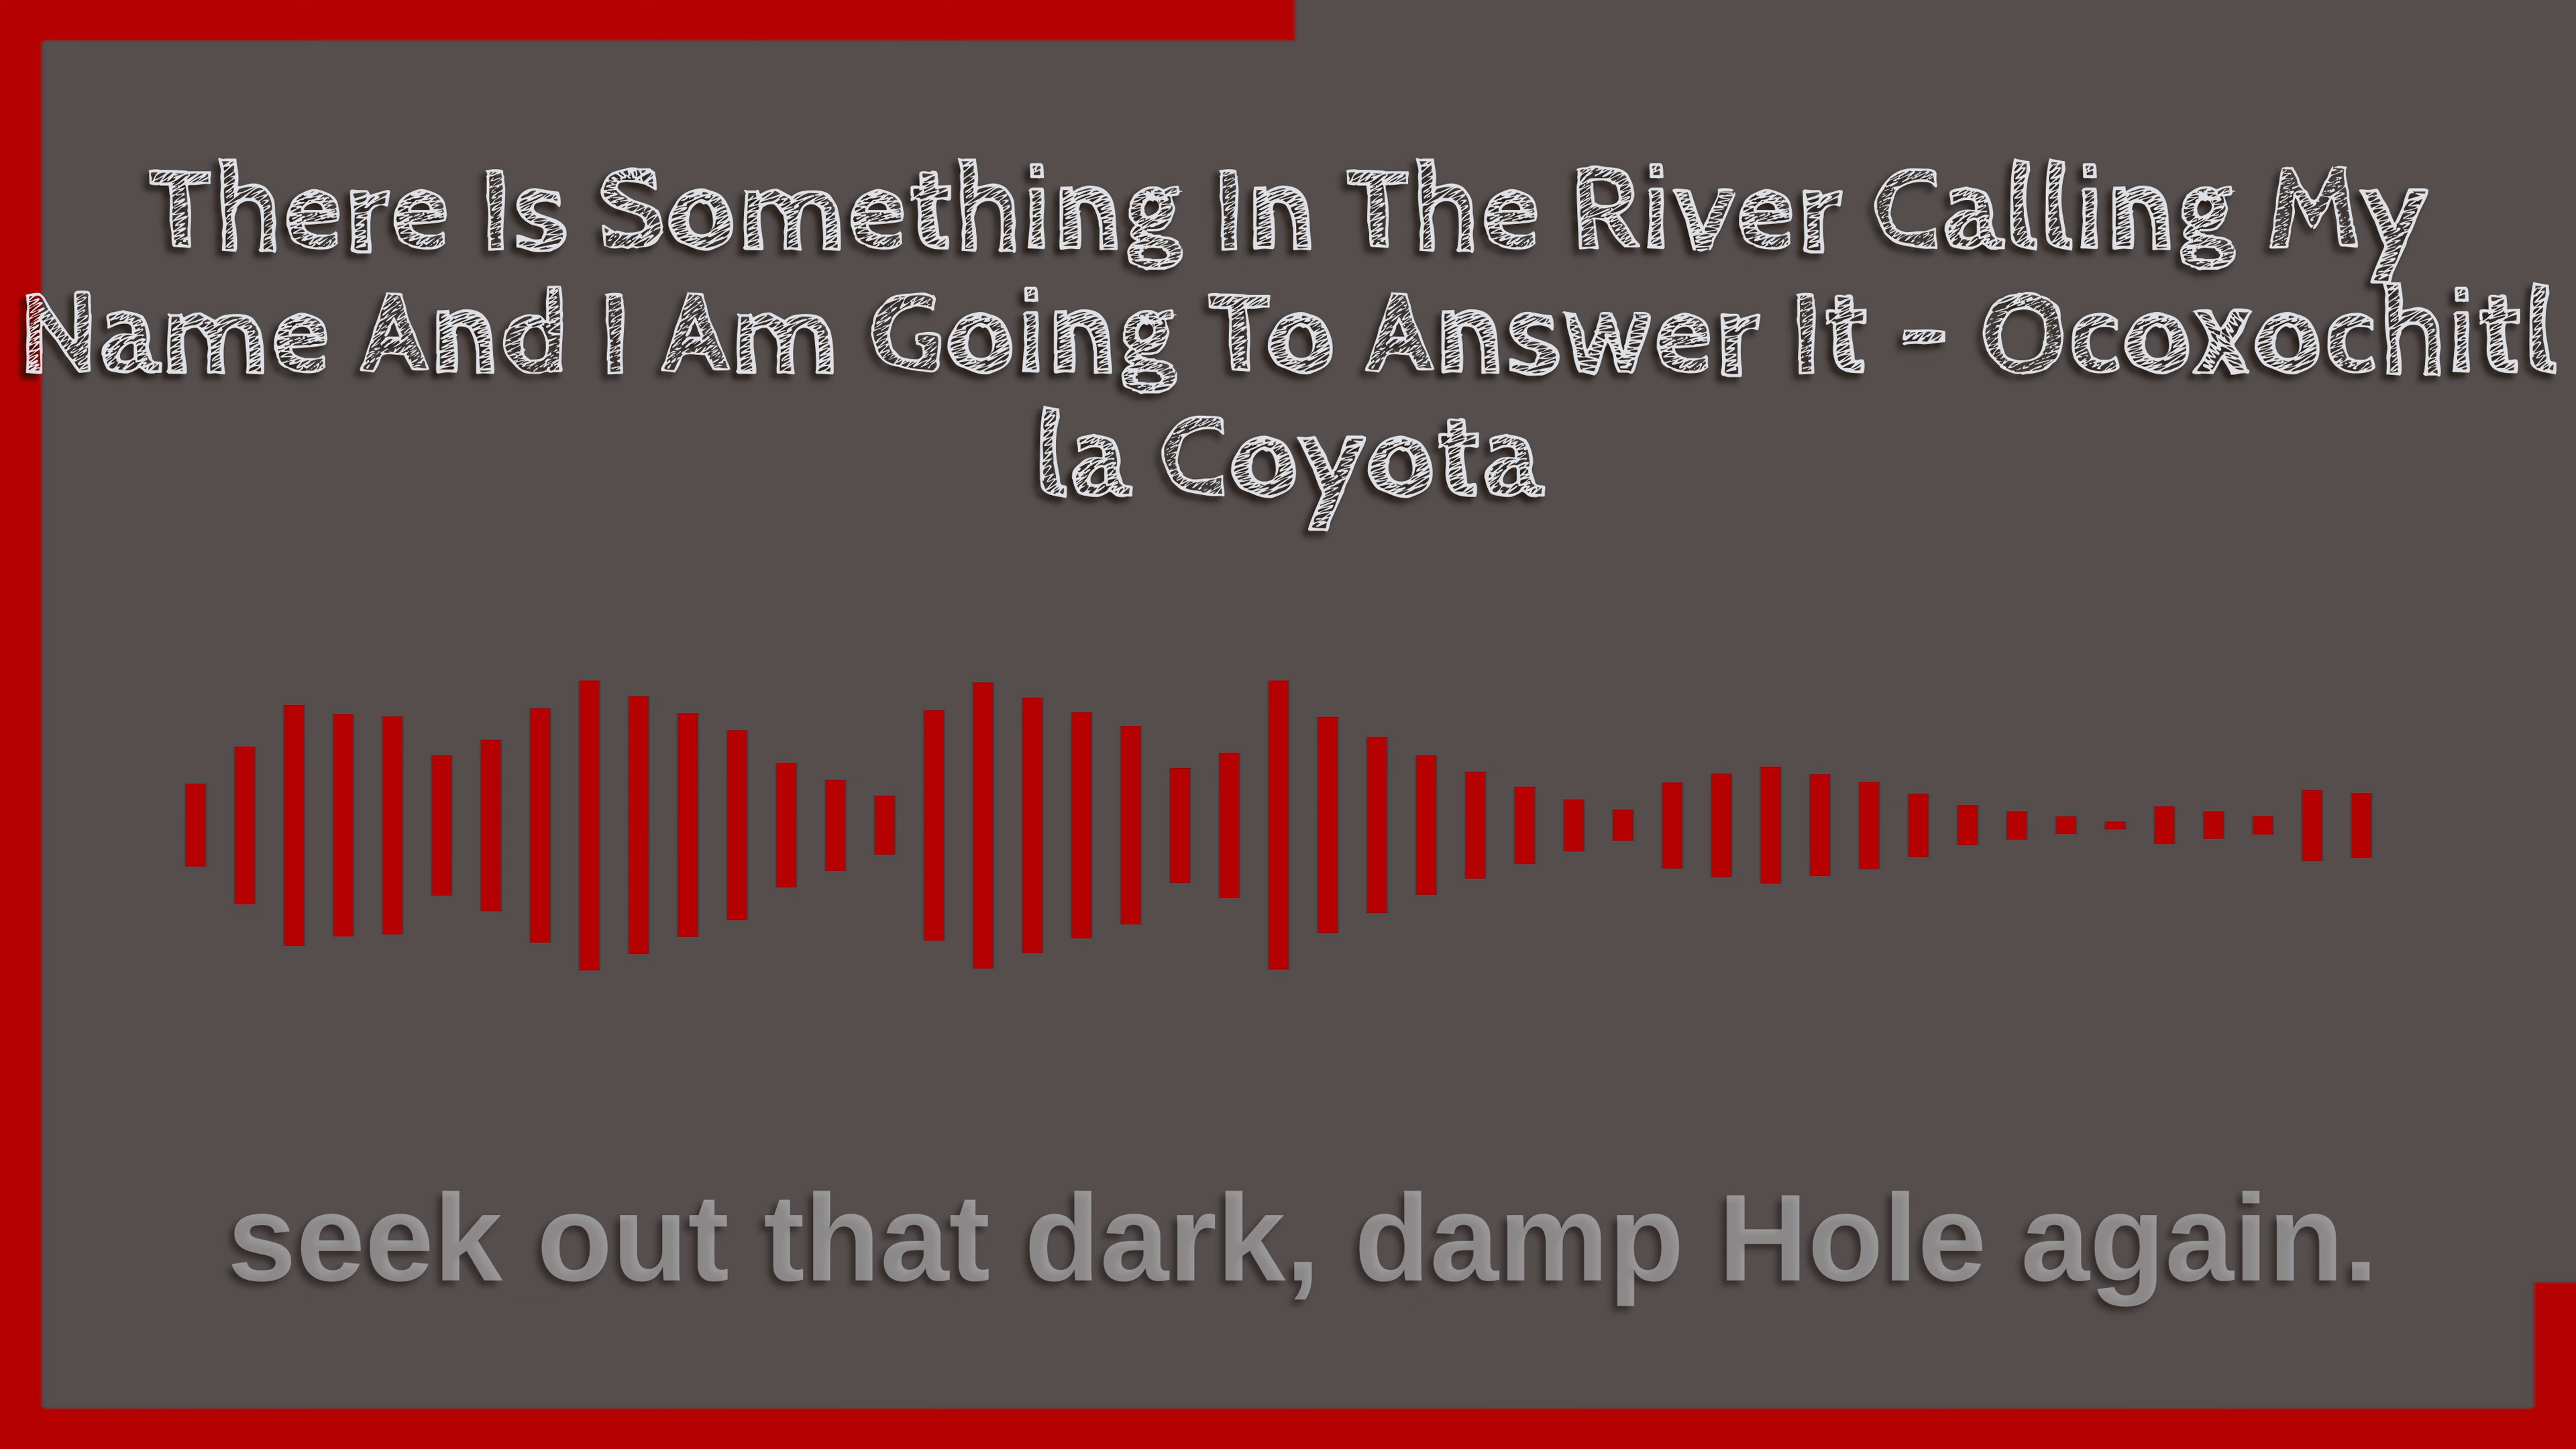 There Is Something In The River Calling My
Name And I Am Going To Answer It - Ocoxochitl
la Coyota
seek out that dark, damp Hole again.